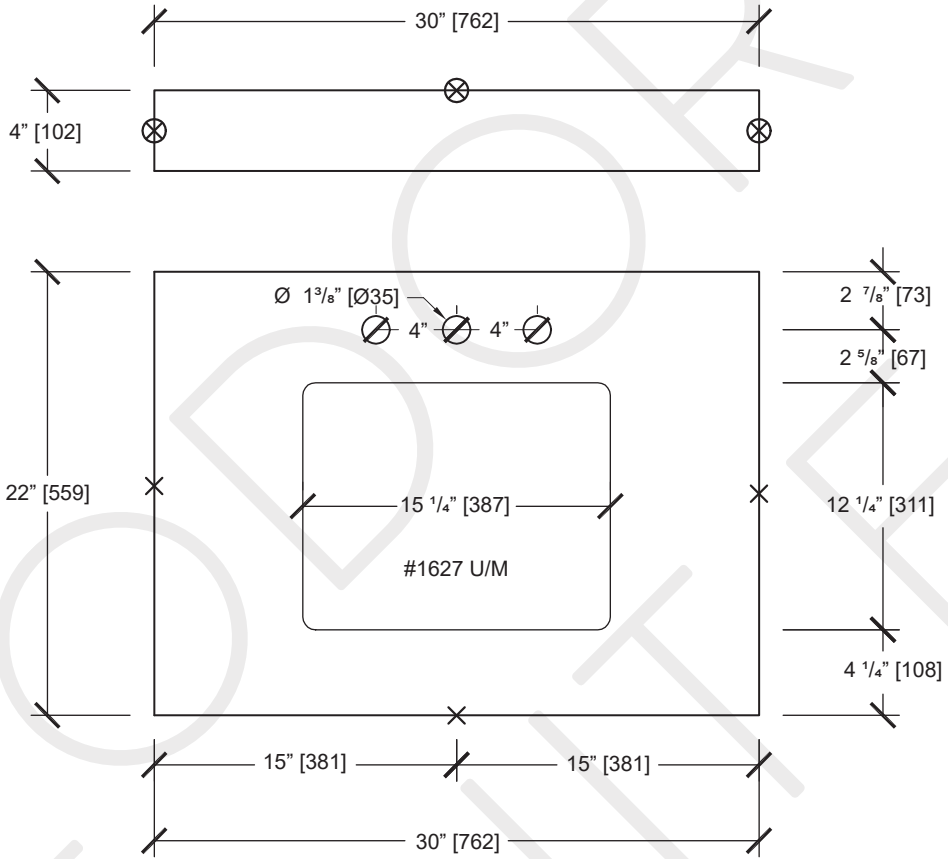 30” [762]
4” [102]
Ø 1³/₈” [Ø35]
4” 4”
2 ⁷/₈” [73]
2 ⁵/₈” [67]
22” [559]
15 ¹/₄” [387]
12 ¹/₄” [311]
#1627 U/M
4 ¹/₄” [108]
15” [381] 15” [381]
30” [762]